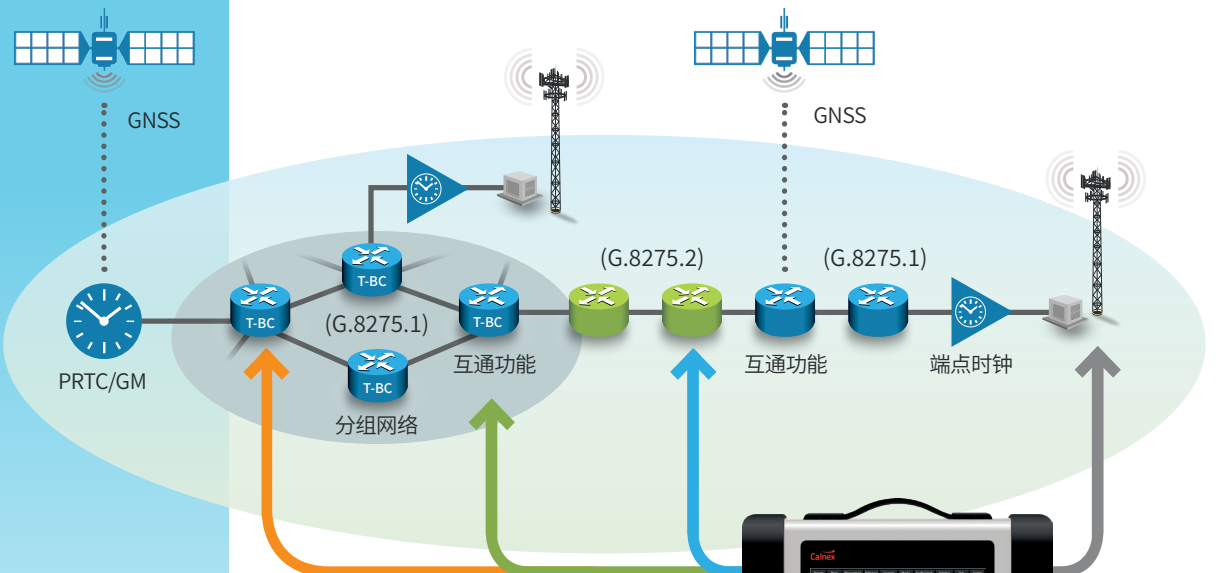 GNSS
GNSS
T-BC
(G.8275.2)
(G.8275.1)
T-BC
(G.8275.1)
T-BC
PRTC/GM
互通功能
互通功能
端点时钟
T-BC
分组网络
Calnex